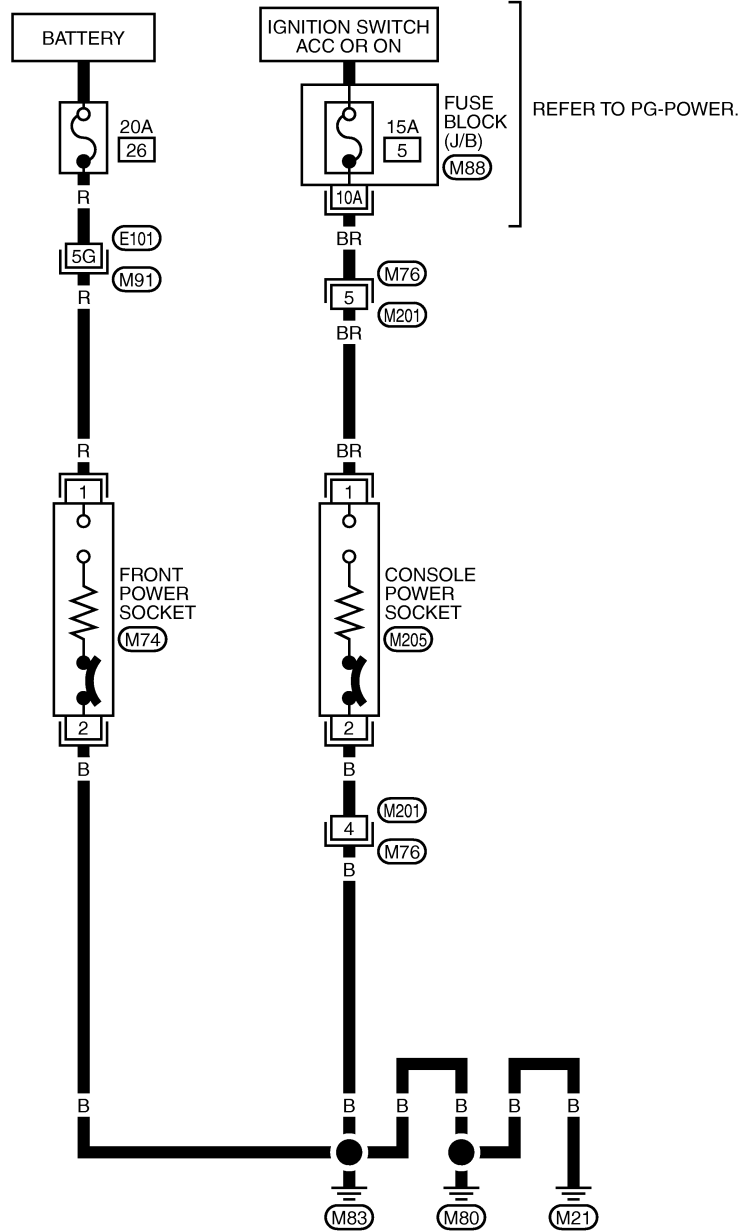 BATTERY
IGNITION SWITCH
ACC OR ON
20A
26
15A
5
FUSE
BLOCK
(J/B)
M88
REFER TO PG-POWER.
10A
R
BR
5G
E101
M91
M76
5
M201
R
BR
R
BR
1
1
FRONT
POWER
SOCKET
M74
CONSOLE
POWER
SOCKET
M205
2
2
B
B
M201
4
M76
B
B
B
B
B
B
B
M83
M80
M21